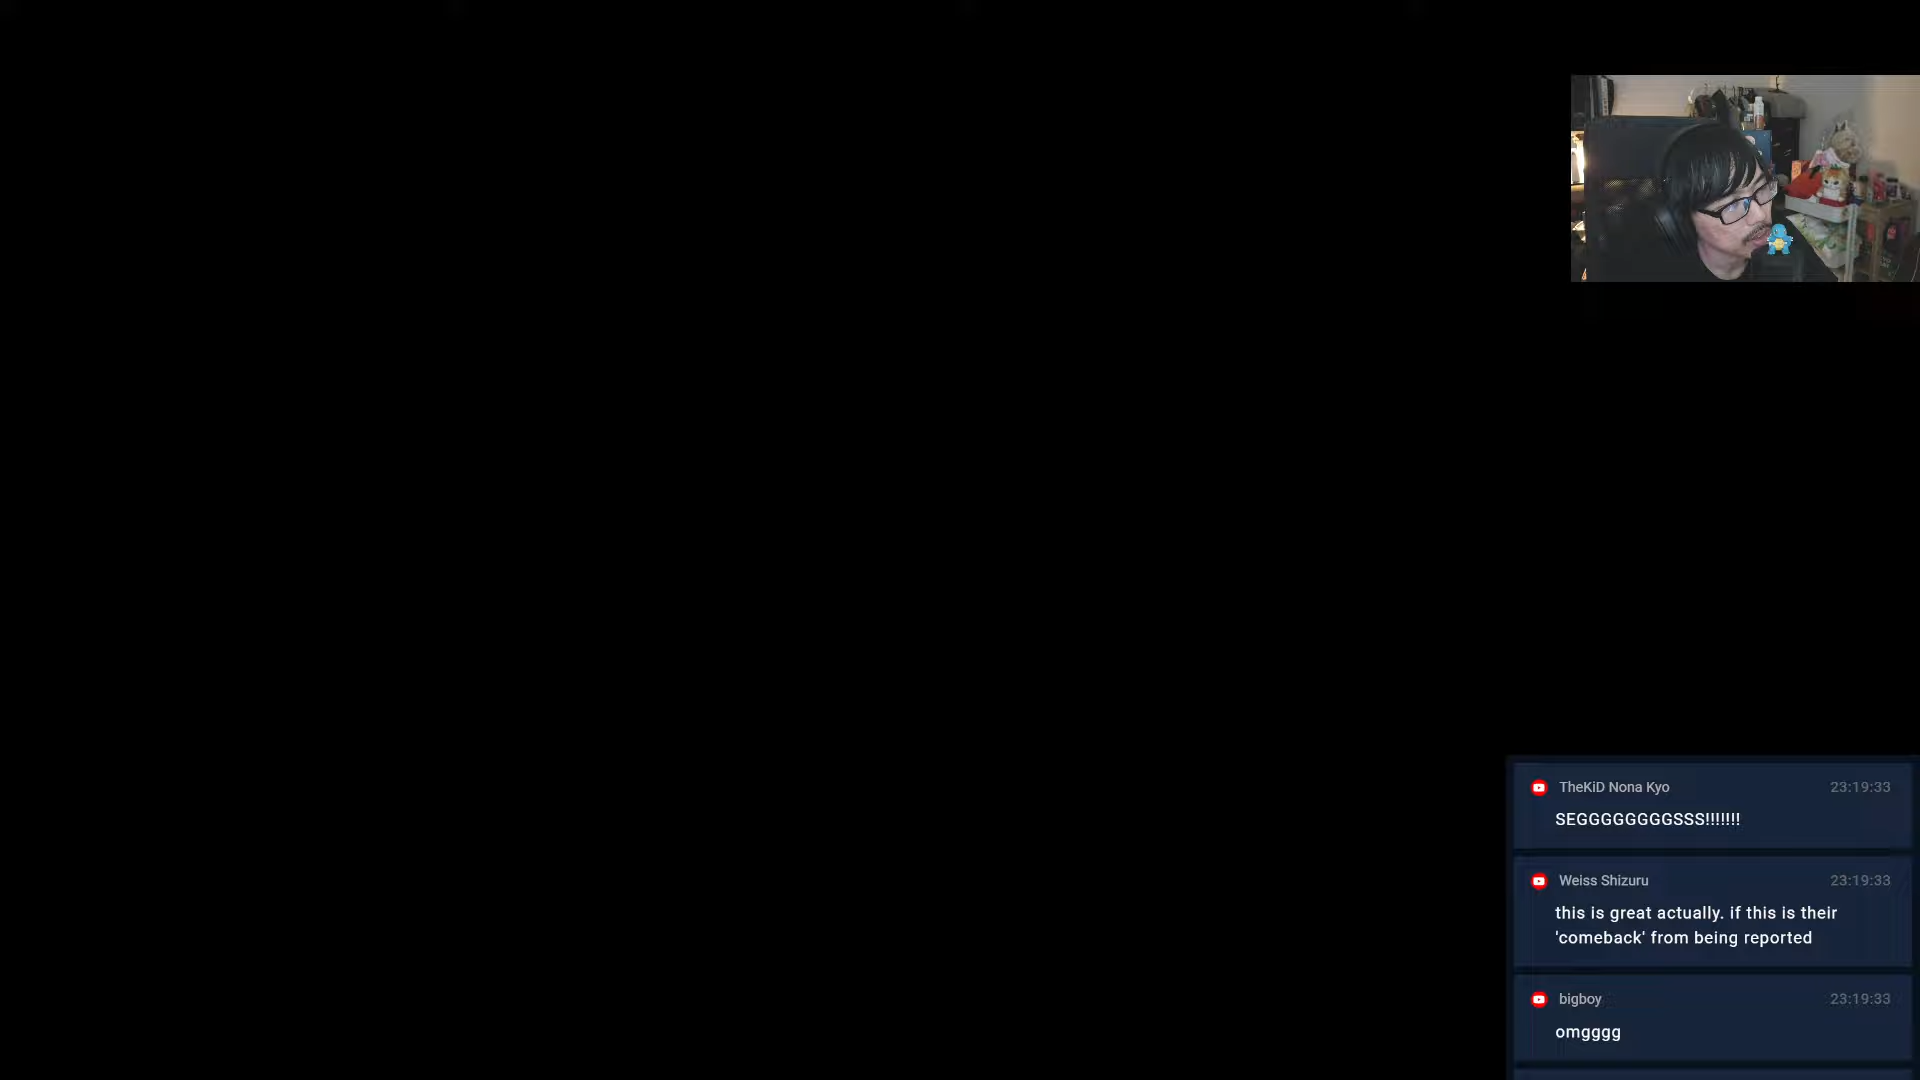 TheKiD Nona Kyo 23:19:33
SEGGGGGGGGSSS!!!!!!!
Weiss Shizuru 23:19:33
this is great actually. if this is their
'comeback' from being reported
bigboy 23:19:33
omgggg